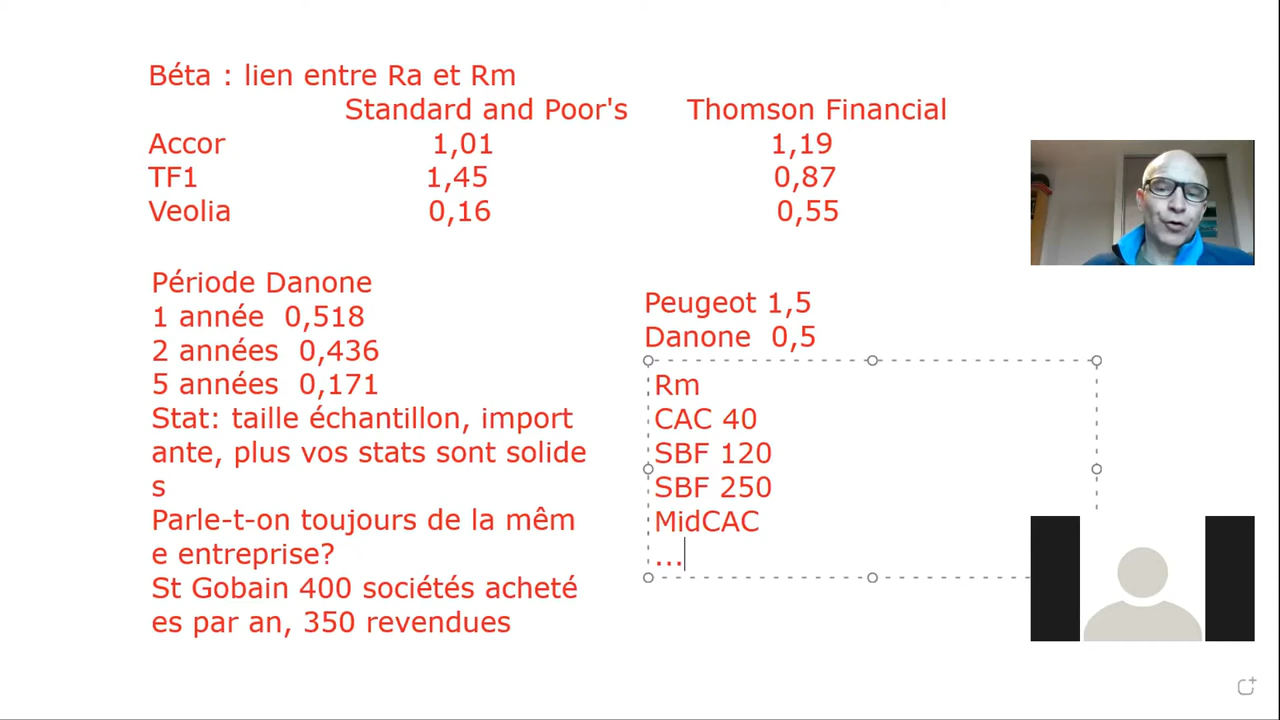 Béta : lien entre Ra et Rm
Standard and Poor's Thomson Financial
Accor 1,01 1,19
TF1 1,45 0,87
Veolia 0,16 0,55
Période Danone
1 année 0,518
2 années 0,436
5 années 0,171
Stat: taille échantillon, import
ante, plus vos stats sont solide
s
Parle-t-on toujours de la mêm
e entreprise?
St Gobain 400 sociétés acheté
es par an, 350 revendues
Peugeot 1,5
Danone 0,5
Rm
CAC 40
SBF 120
SBF 250
MidCAC
...